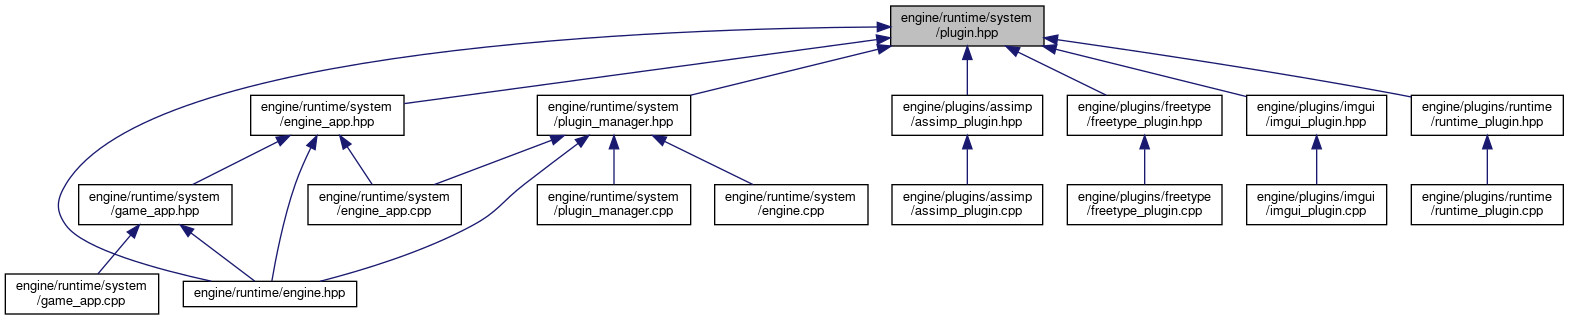 engine/runtime/system
/plugin.hpp
engine/runtime/system
/engine_app.hpp
engine/runtime/system
/plugin_manager.hpp
engine/plugins/assimp
/assimp_plugin.hpp
engine/plugins/freetype
/freetype_plugin.hpp
engine/plugins/imgui
/imgui_plugin.hpp
engine/plugins/runtime
/runtime_plugin.hpp
engine/runtime/system
/game_app.hpp
engine/runtime/system
/engine_app.cpp
engine/runtime/system
/plugin_manager.cpp
engine/runtime/system
/engine.cpp
engine/plugins/assimp
/assimp_plugin.cpp
engine/plugins/freetype
/freetype_plugin.cpp
engine/plugins/imgui
/imgui_plugin.cpp
engine/plugins/runtime
/runtime_plugin.cpp
engine/runtime/system
/game_app.cpp
engine/runtime/engine.hpp